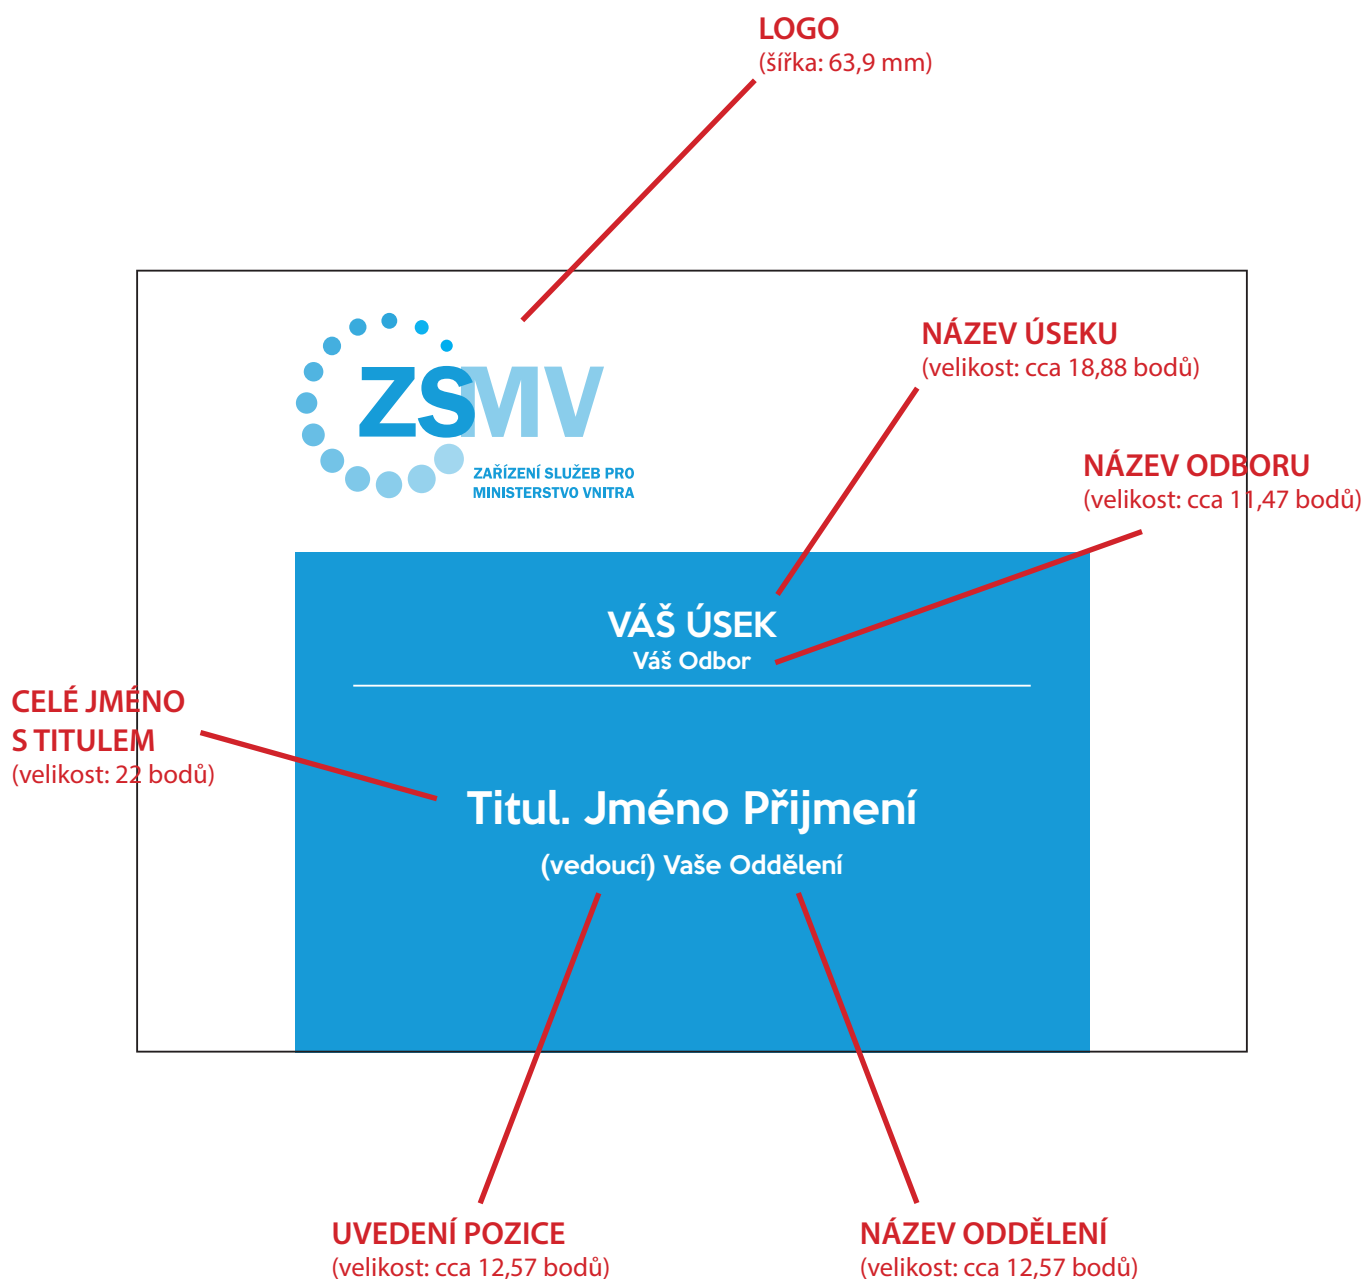 LOGO
(šířka: 63,9 mm)
ZSMV
ZAŘÍZENÍ SLUŽEB PRO
MINISTERSTVO VNITRA
NÁZEV ÚSEKU
(velikost: cca 18,88 bodů)
NÁZEV ODBORU
(velikost: cca 11,47 bodů)
VÁŠ ÚSEK
Váš Odbor
CELÉ JMÉNO
S TITULEM
(velikost: 22 bodů)
Titul. Jméno Přijmení
(vedoucí) Vaše Oddělení
UVEDENÍ POZICE
(velikost: cca 12,57 bodů)
NÁZEV ODDĚLENÍ
(velikost: cca 12,57 bodů)